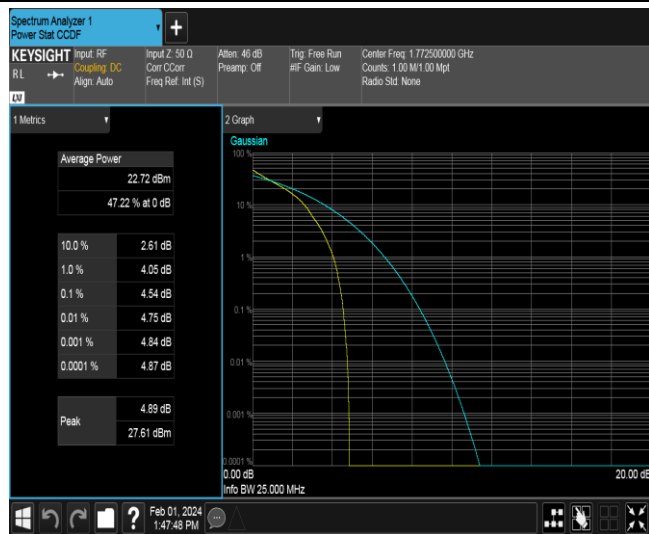 Spectrum Analyzer 1
Power Stat CCDF
+
KEYSIGHT
RL
LXI
Input: RF
Coupling: DC
Align: Auto
Input Z: 50 Ω
Corr CCorr
Freq Ref: Int (S)
Atten: 46 dB
Preamp: Off
Trig: Free Run
#IF Gain: Low
Center Freq: 1.772500000 GHz
Counts: 1.00 M/1.00 Mpt
Radio Std: None
1 Metrics
Average Power
22.72 dBm
47.22 % at 0 dB
10.0 % 2.61 dB
1.0 % 4.05 dB
0.1 % 4.54 dB
0.01 % 4.75 dB
0.001 % 4.84 dB
0.0001 % 4.87 dB
Peak 4.89 dB
27.61 dBm
2 Graph
Gaussian
100 %
10 %
1 %
0.1 %
0.01 %
0.001 %
0.0001 %
0.00 dB 20.00 dB
Info BW 25.000 MHz
?
Feb 01, 2024
1:47:48 PM